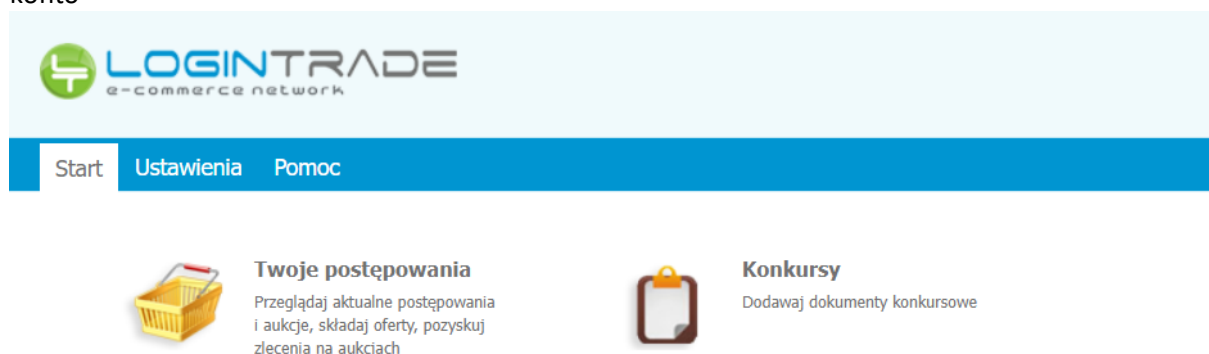 konto
LOGINTRADE
e-commerce network
Start Ustawienia Pomoc
Twoje postępowania
Przeglądaj aktualne postępowania
i aukcje, składaj oferty, pozyskuj
zlecenia na aukcjach
Konkursy
Dodawaj dokumenty konkursowe